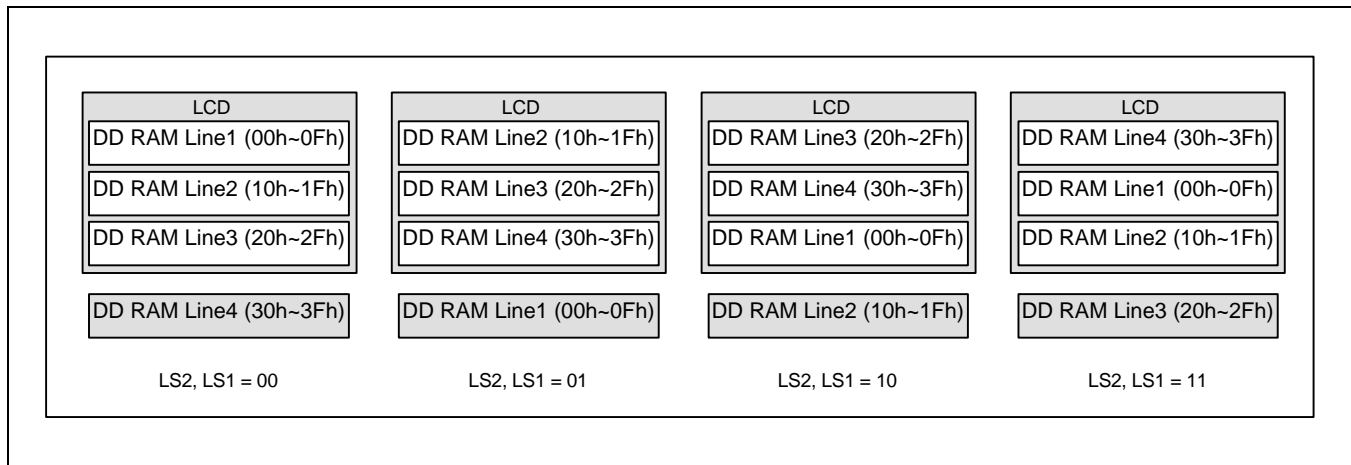 LCD
DD RAM Line1 (00h~0Fh)
DD RAM Line2 (10h~1Fh)
DD RAM Line3 (20h~2Fh)
DD RAM Line4 (30h~3Fh)
LS2, LS1 = 00
LCD
DD RAM Line2 (10h~1Fh)
DD RAM Line3 (20h~2Fh)
DD RAM Line4 (30h~3Fh)
DD RAM Line1 (00h~0Fh)
LS2, LS1 = 01
LCD
DD RAM Line3 (20h~2Fh)
DD RAM Line4 (30h~3Fh)
DD RAM Line1 (00h~0Fh)
DD RAM Line2 (10h~1Fh)
LS2, LS1 = 10
LCD
DD RAM Line4 (30h~3Fh)
DD RAM Line1 (00h~0Fh)
DD RAM Line2 (10h~1Fh)
DD RAM Line3 (20h~2Fh)
LS2, LS1 = 11